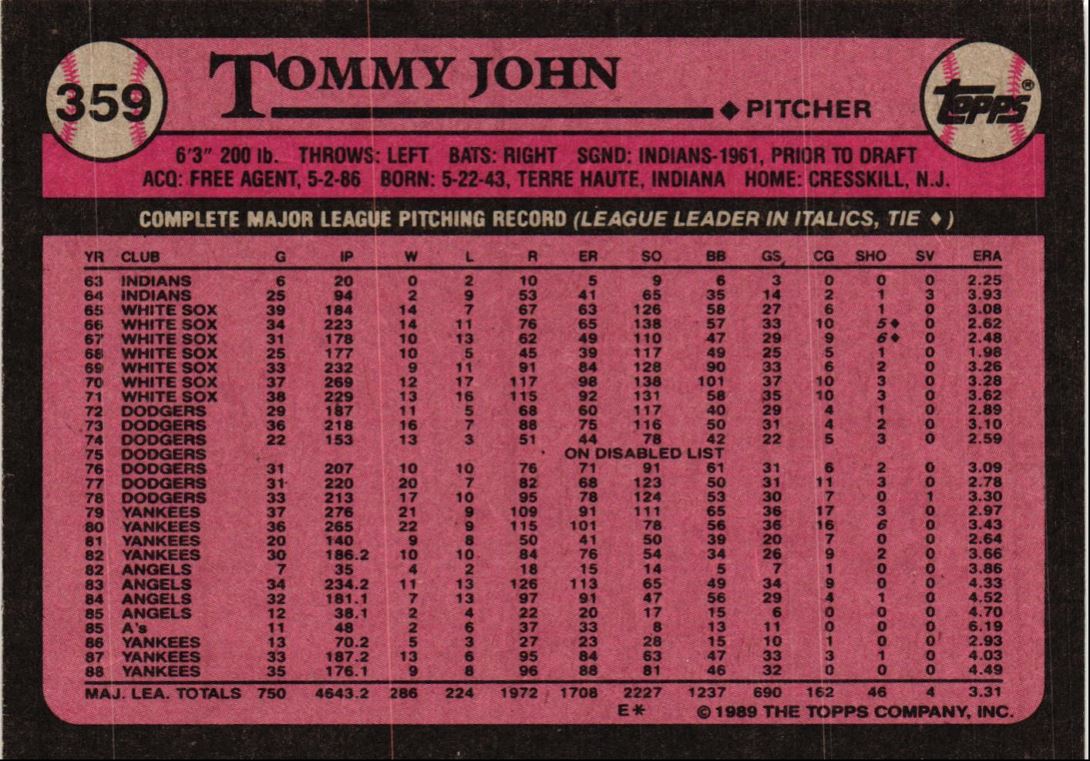 359
TOMMY JOHN
◆ PITCHER
TOPPS®
6'3" 200 lb. THROWS: LEFT BATS: RIGHT SGND: INDIANS-1961, PRIOR TO DRAFT
ACQ: FREE AGENT, 5-2-86 BORN: 5-22-43, TERRE HAUTE, INDIANA HOME: CRESSKILL, N.J.
COMPLETE MAJOR LEAGUE PITCHING RECORD (LEAGUE LEADER IN ITALICS, TIE ♦)
YR CLUB G IP W L R ER SO BB GS CG SHO SV ERA
63 INDIANS 6 20 0 2 10 5 9 6 3 0 0 0 2.25
64 INDIANS 25 94 2 9 53 41 65 35 14 2 1 3 3.93
65 WHITE SOX 39 184 14 7 67 63 126 58 27 6 1 0 3.08
66 WHITE SOX 34 223 14 11 76 65 138 57 33 10 5♦ 0 2.62
67 WHITE SOX 31 178 10 13 62 49 110 47 29 9 6♦ 0 2.48
68 WHITE SOX 25 177 10 5 45 39 117 49 25 5 1 0 1.98
69 WHITE SOX 33 232 9 11 91 84 128 90 33 6 2 0 3.26
70 WHITE SOX 37 269 12 17 117 98 138 101 37 10 3 0 3.28
71 WHITE SOX 38 229 13 16 115 92 131 58 35 10 3 0 3.62
72 DODGERS 29 187 11 5 68 60 117 40 29 4 1 0 2.89
73 DODGERS 36 218 16 7 88 75 116 50 31 4 2 0 3.10
74 DODGERS 22 153 13 3 51 44 78 42 22 5 3 0 2.59
75 DODGERS ON DISABLED LIST
76 DODGERS 31 207 10 10 76 71 91 61 31 6 2 0 3.09
77 DODGERS 31 220 20 7 82 68 123 50 31 11 3 0 2.78
78 DODGERS 33 213 17 10 95 78 124 53 30 7 0 1 3.30
79 YANKEES 37 276 21 9 109 91 111 65 36 17 3 0 2.97
80 YANKEES 36 265 22 9 115 101 78 56 36 16 6 0 3.43
81 YANKEES 20 140 9 8 50 41 50 39 20 7 0 0 2.64
82 YANKEES 30 186.2 10 10 84 76 54 34 26 9 2 0 3.66
82 ANGELS 7 35 4 2 18 15 14 5 7 1 0 0 3.86
83 ANGELS 34 234.2 11 13 126 113 65 49 34 9 0 0 4.33
84 ANGELS 32 181.1 7 13 97 91 47 56 29 4 1 0 4.52
85 ANGELS 12 38.1 2 4 22 20 17 15 6 0 0 0 4.70
85 A's 11 48 2 6 37 33 8 13 11 0 0 0 6.19
86 YANKEES 13 70.2 5 3 27 23 28 15 10 1 0 0 2.93
87 YANKEES 33 187.2 13 6 95 84 63 47 33 3 1 0 4.03
88 YANKEES 35 176.1 9 8 96 88 81 46 32 0 0 0 4.49
MAJ. LEA. TOTALS 750 4643.2 286 224 1972 1708 2227 1237 690 162 46 4 3.31
E* © 1989 THE TOPPS COMPANY, INC.